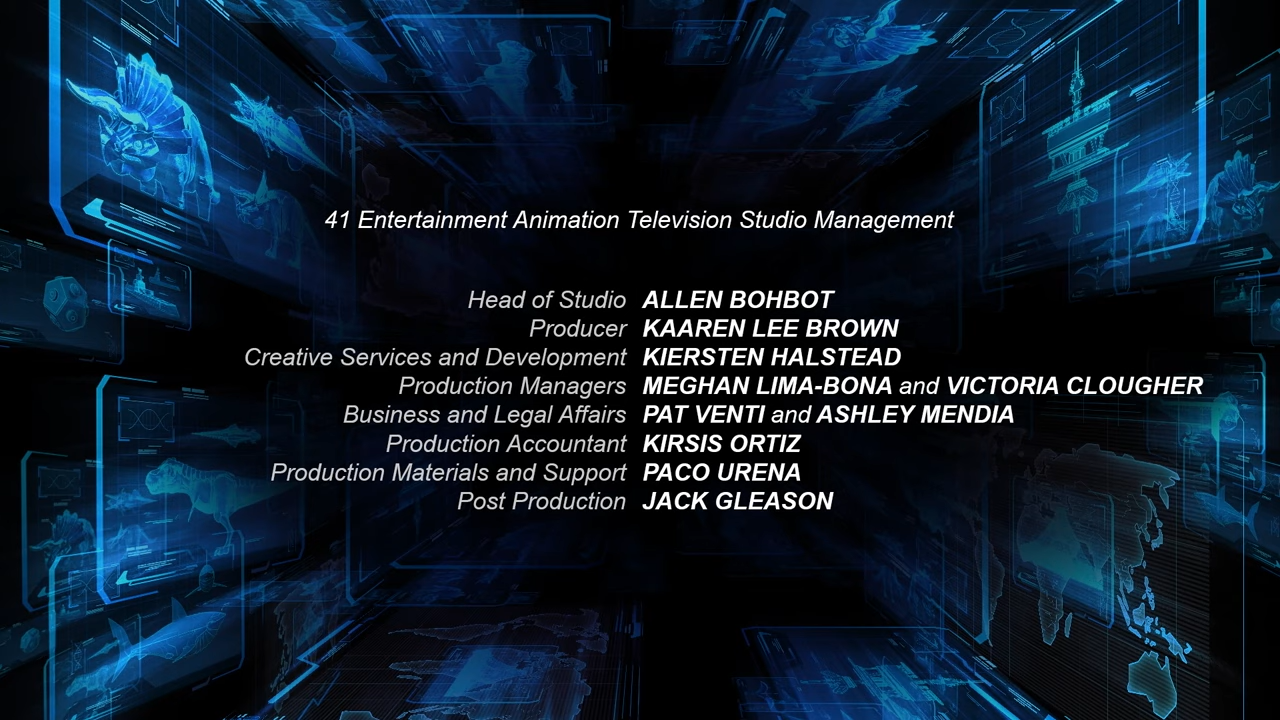 41 Entertainment Animation Television Studio Management
Head of Studio ALLEN BOHBOT
Producer KAAREN LEE BROWN
Creative Services and Development KIERSTEN HALSTEAD
Production Managers MEGHAN LIMA-BONA and VICTORIA CLOUGHER
Business and Legal Affairs PAT VENTI and ASHLEY MENDIA
Production Accountant KIRSIS ORTIZ
Production Materials and Support PACO URENA
Post Production JACK GLEASON